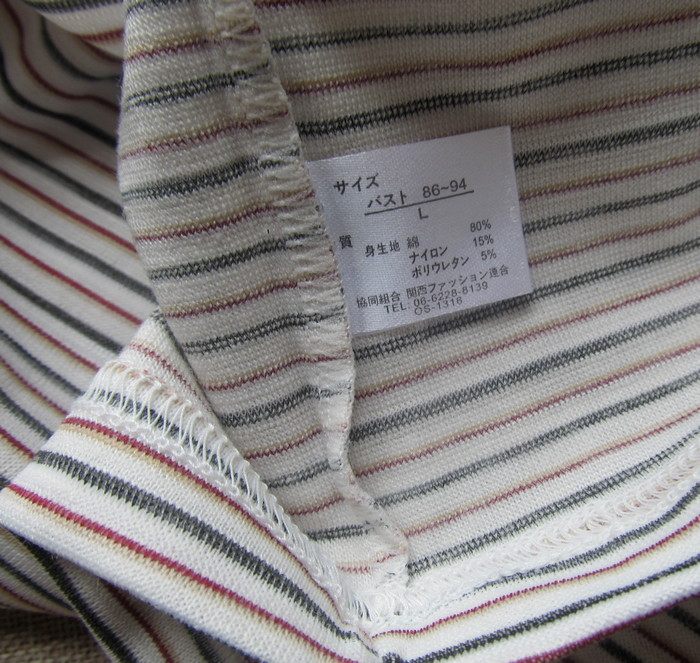 サイズ
バスト 86~94
L
質 身生地 綿 80%
ナイロン 15%
ポリウレタン 5%
協同組合 関西ファッション連合
TEL: 06-6228-8139
OS-1316